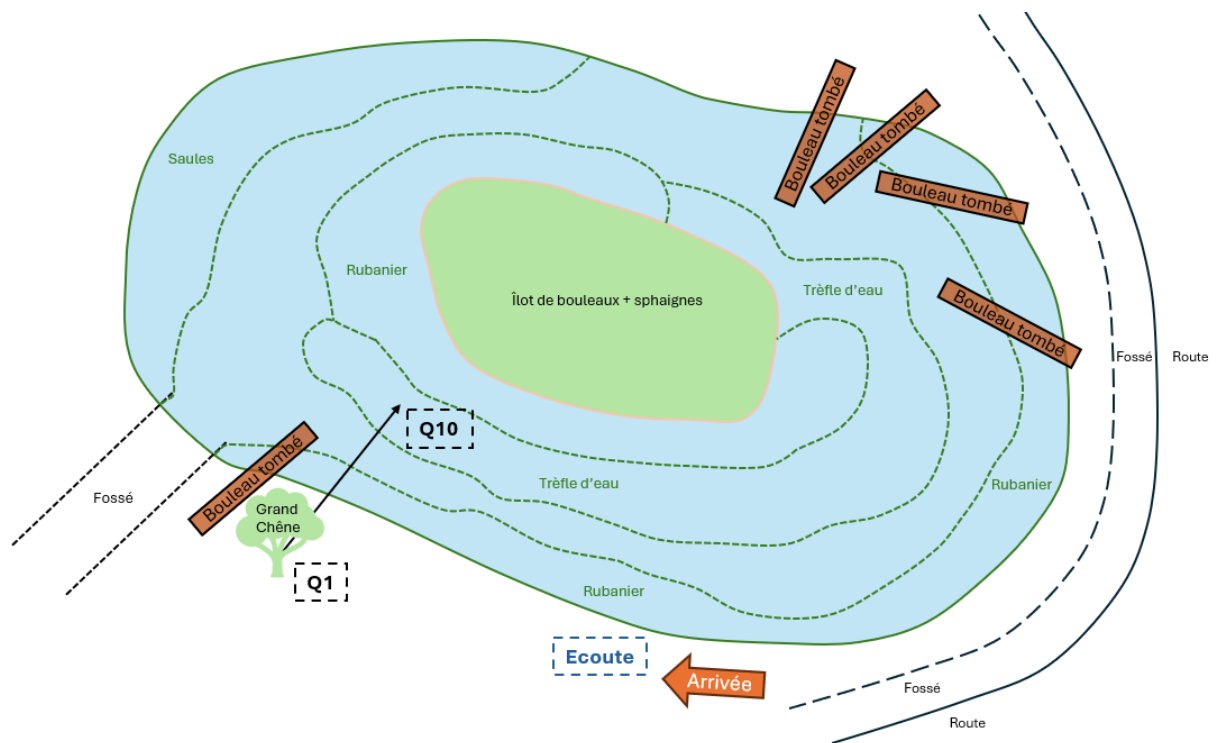 Bouleau tombé
Bouleau tombé
Saules
Bouleau tombé
Rubanier
Trèfle d'eau
Îlot de bouleaux + sphaignes
Bouleau tombé
Fossé
Route
Q10
Bouleau tombé
Trèfle d'eau
Rubanier
Fossé
Grand
Chêne
Q1
Rubanier
Ecoute
Arrivée
Fossé
Route